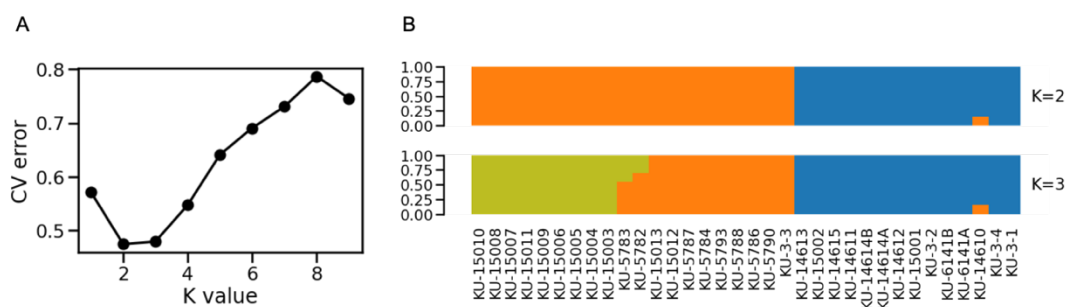 A
B
0.8
0.7
0.6
0.5
CV error
2 4 6 8
K value
1.00
0.75
0.50
0.25
0.00
K=2
1.00
0.75
0.50
0.25
0.00
K=3
KU-15010
KU-15008
KU-15007
KU-15011
KU-15009
KU-15006
KU-15005
KU-15004
KU-15003
KU-5783
KU-5782
KU-15013
KU-15012
KU-5787
KU-5784
KU-5793
KU-5788
KU-5786
KU-5790
KU-3-3
KU-14613
KU-15002
KU-14615
KU-14611
KU-14614B
KU-14614A
KU-14612
KU-15001
KU-3-2
KU-6141B
KU-6141A
KU-14610
KU-3-4
KU-3-1